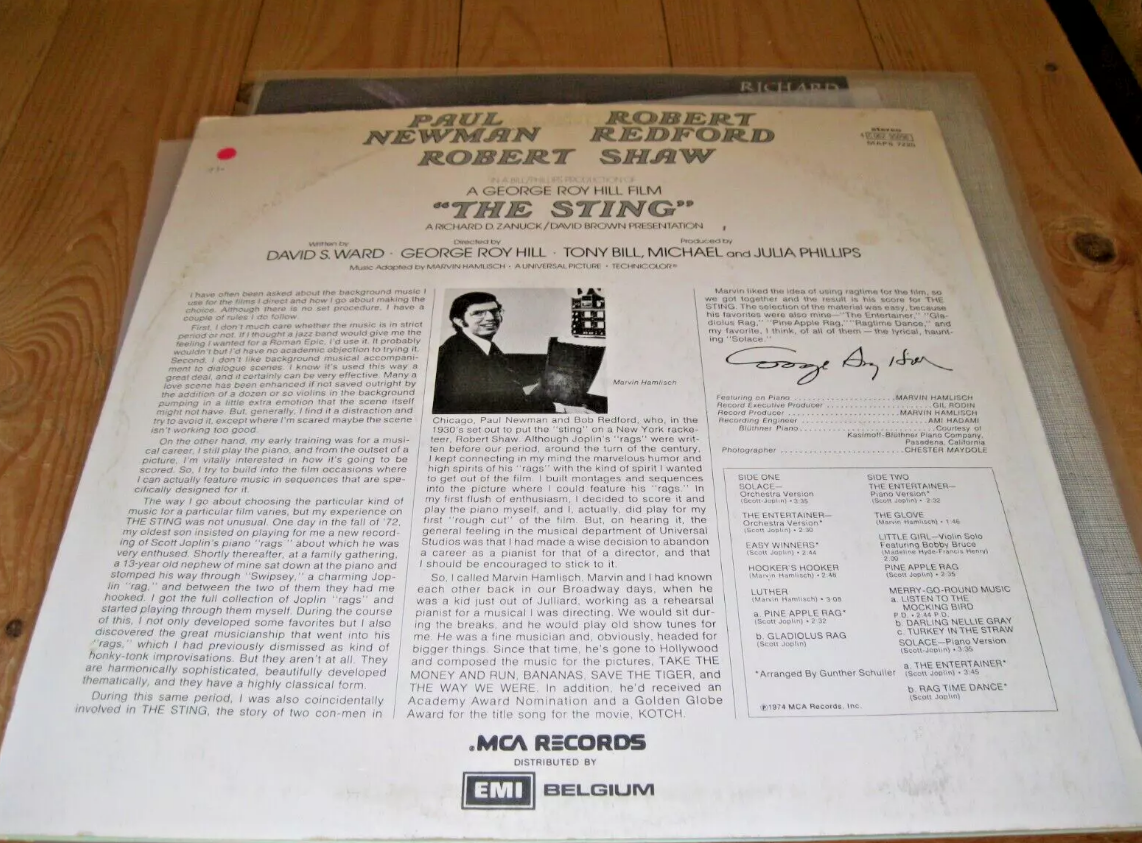 RICHARD
PAUL ROBERT
NEWMAN REDFORD
ROBERT SHAW
stereo
IN A BILL/PHILLIPS PRODUCTION OF
A GEORGE ROY HILL FILM
"THE STING"
A RICHARD D. ZANUCK/DAVID BROWN PRESENTATION
Written by Directed by Produced by
DAVID S. WARD · GEORGE ROY HILL · TONY BILL, MICHAEL and JULIA PHILLIPS
Music Adapted by MARVIN HAMLISCH · A UNIVERSAL PICTURE · TECHNICOLOR®
I have often been asked about the background music I
use for the films I direct and how I go about making the
choice. Although there is no set procedure, I have a
couple of rules I do follow.
First, I don't much care whether the music is in strict
period or not. If I thought a jazz band would give me the
feeling I wanted for a Roman Epic, I'd use it. It probably
wouldn't but I'd have no academic objection to trying it.
Second, I don't like background musical accompani-
ment to dialogue scenes. I know it's used this way a
great deal, and it certainly can be very effective. Many a
love scene has been enhanced if not saved outright by
the addition of a dozen or so violins in the background
pumping in a little extra emotion that the scene itself
might not have. But, generally, I find it a distraction and
try to avoid it, except where I'm scared maybe the scene
isn't working too good.
On the other hand, my early training was for a musi-
cal career, I still play the piano, and from the outset of a
picture, I'm vitally interested in how it's going to be
scored. So, I try to build into the film occasions where
I can actually feature music in sequences that are spe-
cifically designed for it.
The way I go about choosing the particular kind of
music for a particular film varies, but my experience on
THE STING was not unusual. One day in the fall of '72,
my oldest son insisted on playing for me a new record-
ing of Scott Joplin's piano "rags" about which he was
very enthused. Shortly thereafter, at a family gathering,
a 13-year old nephew of mine sat down at the piano and
stomped his way through "Swipsey," a charming Jop-
lin "rag," and between the two of them they had me
hooked. I got the full collection of Joplin "rags" and
started playing through them myself. During the course
of this, I not only developed some favorites but I also
discovered the great musicianship that went into his
"rags," which I had previously dismissed as kind of
honky-tonk improvisations. But they aren't at all. They
are harmonically sophisticated, beautifully developed
thematically, and they have a highly classical form.
During this same period, I was also coincidentally
involved in THE STING, the story of two con-men in
Marvin Hamlisch
Chicago, Paul Newman and Bob Redford, who, in the
1930's set out to put the "sting" on a New York racke-
teer, Robert Shaw. Although Joplin's "rags" were writ-
ten before our period, around the turn of the century,
I kept connecting in my mind the marvelous humor and
high spirits of his "rags" with the kind of spirit I wanted
to get out of the film. I built montages and sequences
into the picture where I could feature his "rags." In
my first flush of enthusiasm, I decided to score it and
play the piano myself, and I, actually, did play for my
first "rough cut" of the film. But, on hearing it, the
general feeling in the musical department of Universal
Studios was that I had made a wise decision to abandon
a career as a pianist for that of a director, and that
I should be encouraged to stick to it.
So, I called Marvin Hamlisch. Marvin and I had known
each other back in our Broadway days, when he
was a kid just out of Julliard, working as a rehearsal
pianist for a musical I was directing. We would sit dur-
ing the breaks, and he would play old show tunes for
me. He was a fine musician and, obviously, headed for
bigger things. Since that time, he's gone to Hollywood
and composed the music for the pictures, TAKE THE
MONEY AND RUN, BANANAS, SAVE THE TIGER, and
THE WAY WE WERE. In addition, he'd received an
Academy Award Nomination and a Golden Globe
Award for the title song for the movie, KOTCH.
Marvin liked the idea of using ragtime for the film, so
we got together and the result is his score for THE
STING. The selection of the material was easy, because
his favorites were also mine—"The Entertainer," "Gla-
diolus Rag," "Pine Apple Rag," "Ragtime Dance," and
my favorite, I think, of all of them — the lyrical, haunt-
ing "Solace."
George Roy Hill
Featuring on Piano MARVIN HAMLISCH
Record Executive Producer GIL RODIN
Record Producer MARVIN HAMLISCH
Recording Engineer AMI HADAMI
Blüthner Piano Courtesy of
Kasimoff-Blüthner Piano Company,
Pasadena, California
Photographer CHESTER MAYDOLE
SIDE ONE
SOLACE—
Orchestra Version
(Scott Joplin) • 3:35
THE ENTERTAINER—
Orchestra Version*
(Scott Joplin) • 2:30
EASY WINNERS*
(Scott Joplin) • 2:44
HOOKER'S HOOKER
(Marvin Hamlisch) • 2:46
LUTHER
(Marvin Hamlisch) • 3:08
a. PINE APPLE RAG*
(Scott Joplin) • 2:32
b. GLADIOLUS RAG
(Scott Joplin)
*Arranged By Gunther Schuller
℗1974 MCA Records, Inc.
SIDE TWO
THE ENTERTAINER—
Piano Version*
(Scott Joplin) • 2:32
THE GLOVE
(Marvin Hamlisch) • 1:46
LITTLE GIRL—Violin Solo
Featuring Bobby Bruce
(Madeline Hyde-Francis Henry)
2:00
PINE APPLE RAG
(Scott Joplin) • 2:35
MERRY-GO-ROUND MUSIC
a. LISTEN TO THE
MOCKING BIRD
P.D. • 2:44 P.D.
b. DARLING NELLIE GRAY
c. TURKEY IN THE STRAW
SOLACE—Piano Version
(Scott-Joplin) • 3:35
a. THE ENTERTAINER*
(Scott Joplin) • 3:45
b. RAG TIME DANCE*
(Scott Joplin)
MCA RECORDS
DISTRIBUTED BY
EMI BELGIUM